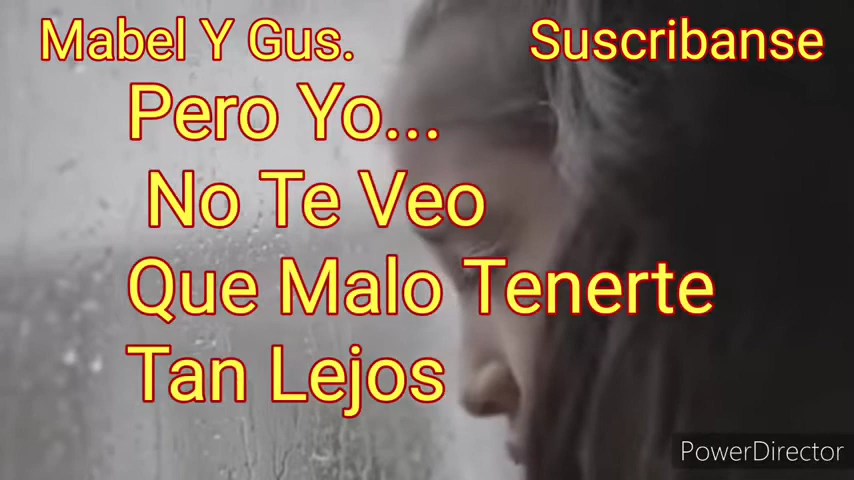 Mabel Y Gus.
Suscribanse
Pero Yo...
No Te Veo
Que Malo Tenerte
Tan Lejos
PowerDirector